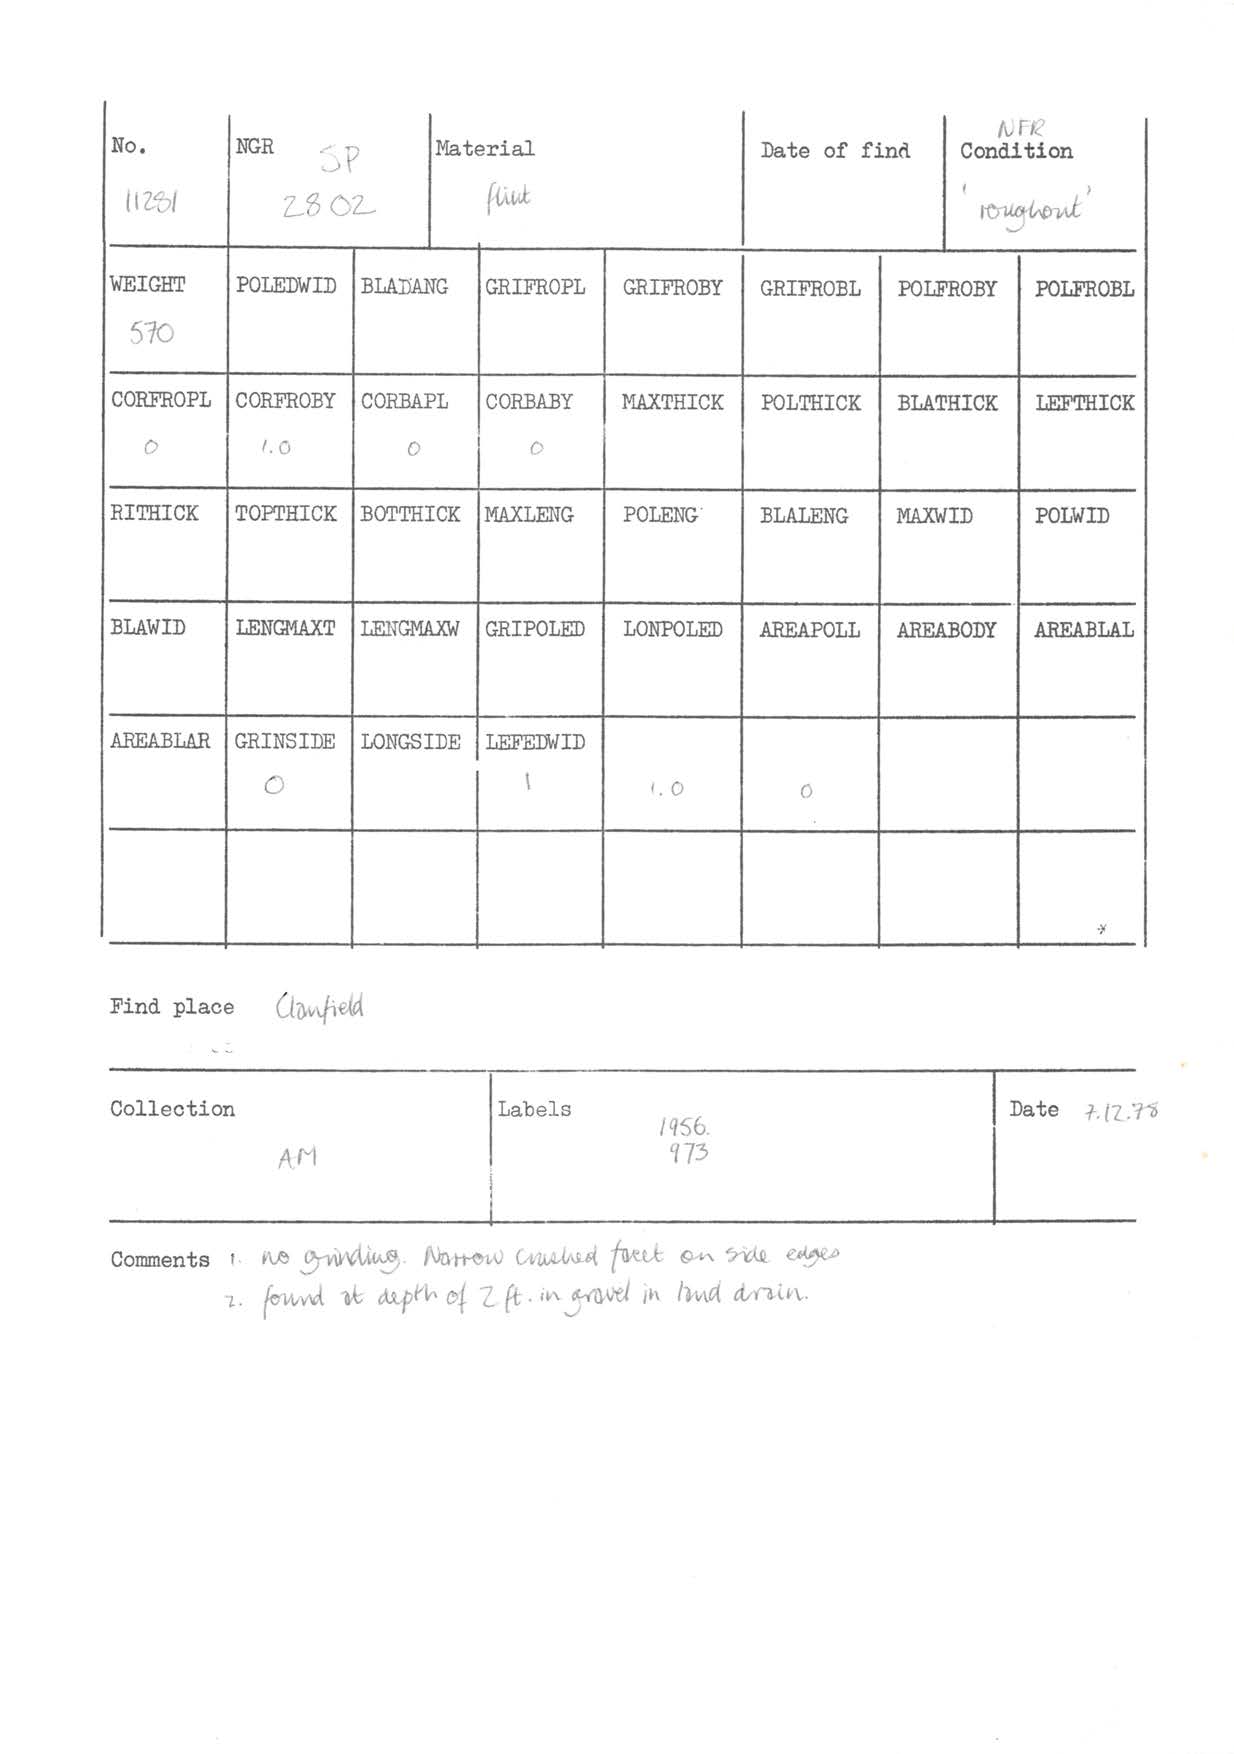 No. NGR SP Material Date of find NFR Condition
11281 2802 flint 'roughout'
WEIGHT POLEDWID BLADANG GRIFROPL GRIFROBY GRIFROBL POLFROBY POLFROBL
570
CORFROPL CORFROBY CORBAPL CORBABY MAXTHICK POLTHICK BLATHICK LEFTHICK
0 1.0 0 0
RITHICK TOPTHICK BOTTHICK MAXLENG POLENG BLALENG MAXWID POLWID
BLAWID LENGMAXT LENGMAXW GRIPOLED LONPOLED AREAPOLL AREABODY AREABLAL
AREABLAR GRINSIDE LONGSIDE LEFEDWID
0 1 1.0 0
*
Find place Clanfield
Collection Labels Date 7.12.78
1956.
AM 973
Comments 1. no grinding. Narrow crushed facet on side edges
2. found at depth of 2 ft. in gravel in land drain.